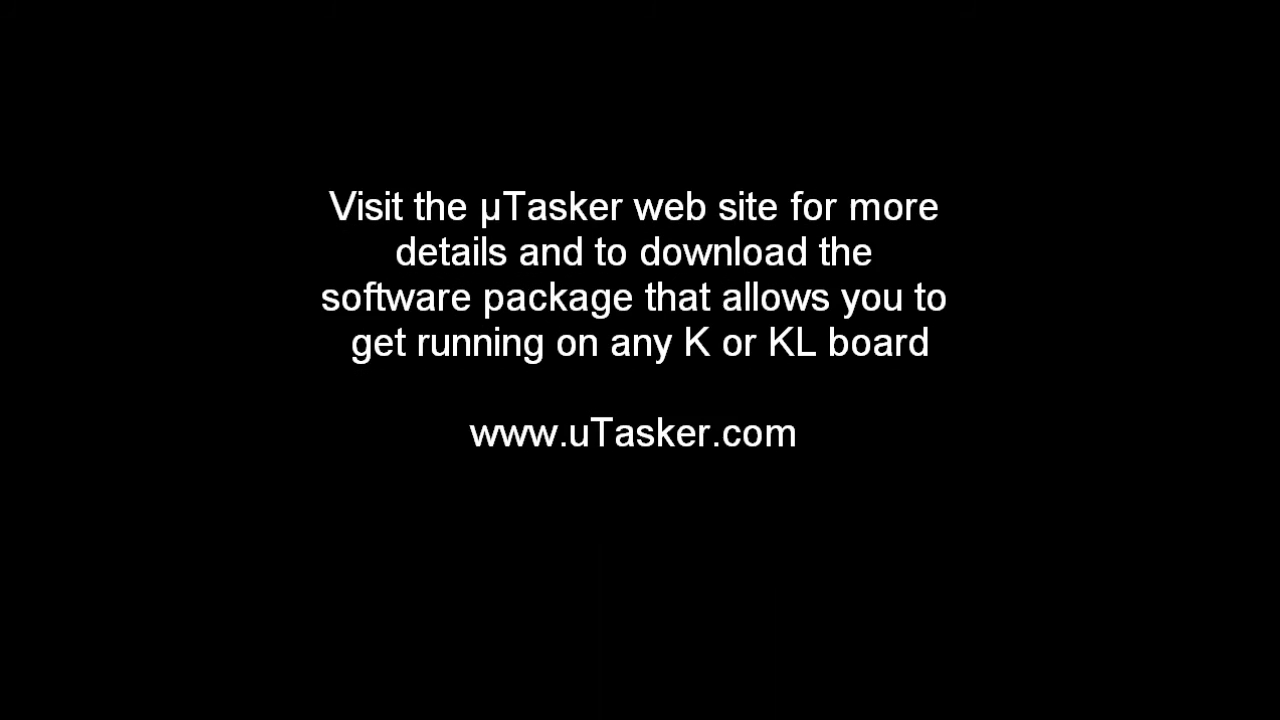 Visit the µTasker web site for more
details and to download the
software package that allows you to
get running on any K or KL board
www.uTasker.com